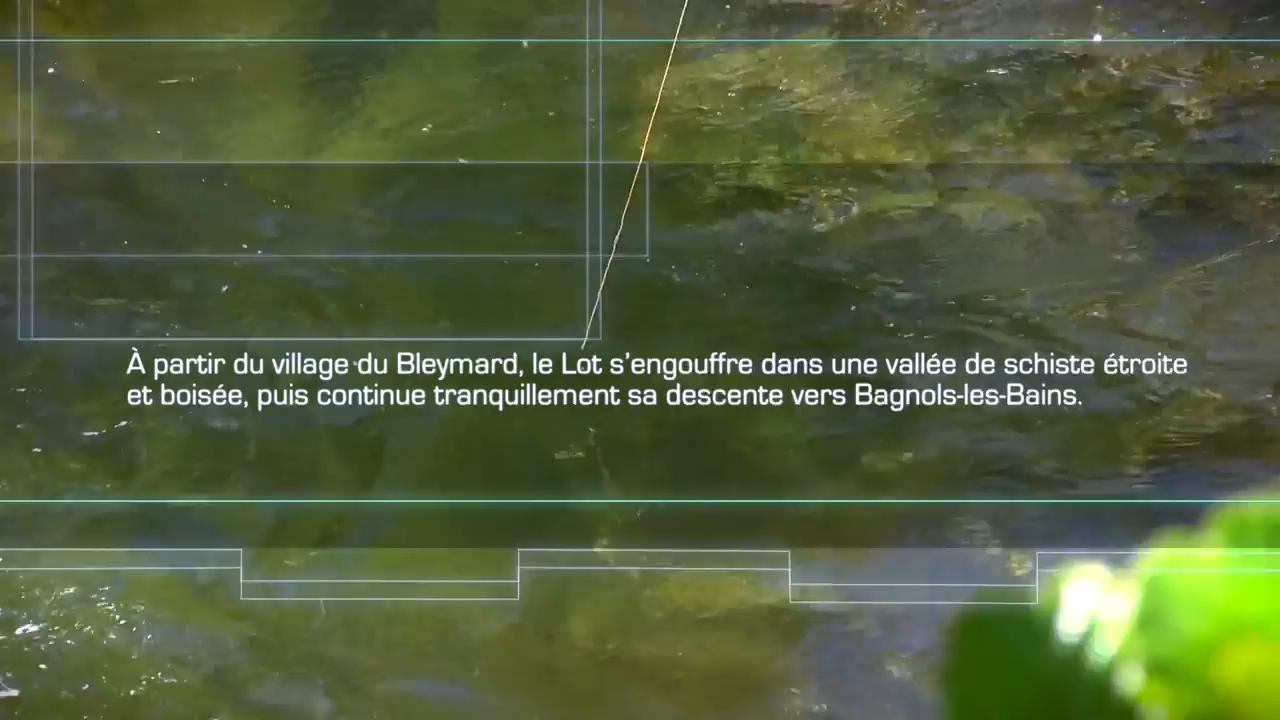 À partir du village du Bleymard, le Lot s'engouffre dans une vallée de schiste étroite
et boisée, puis continue tranquillement sa descente vers Bagnols-les-Bains.